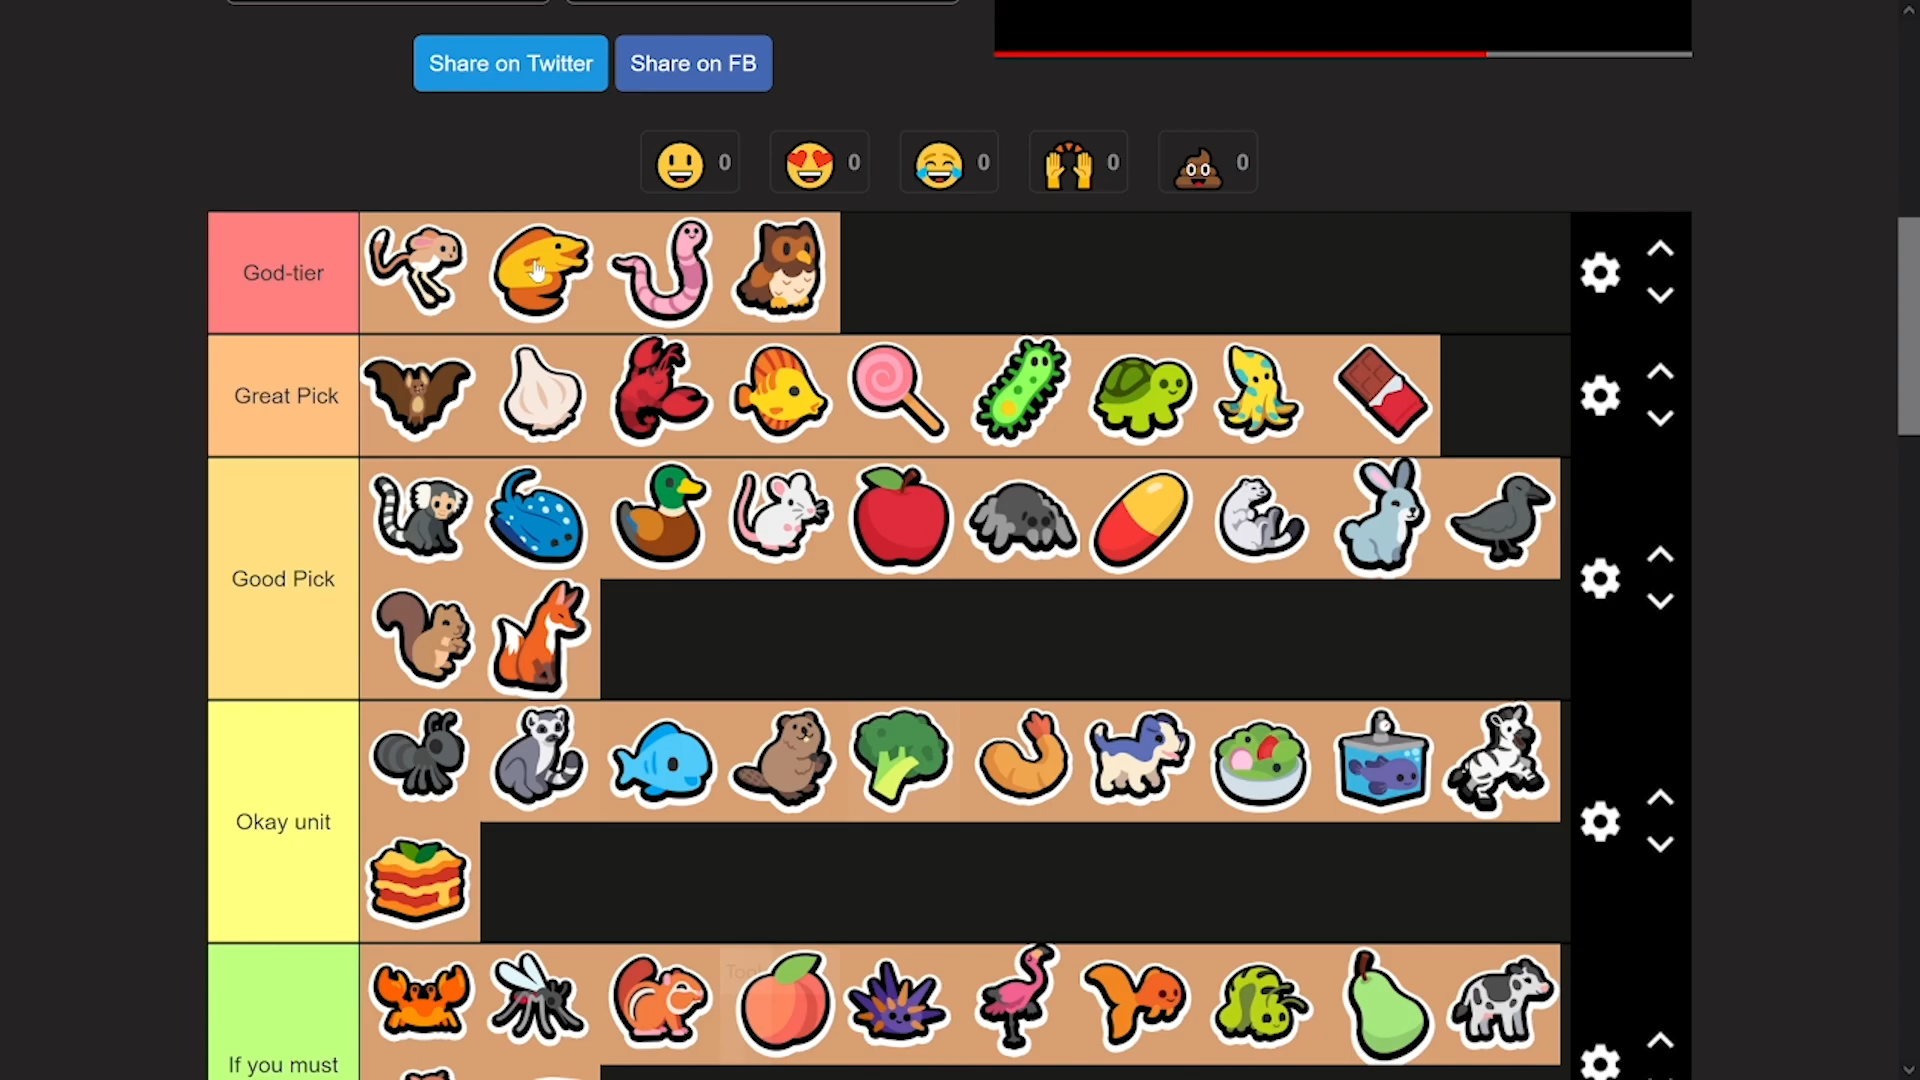 Share on Twitter
Share on FB
0
0
0
0
0
God-tier
Great Pick
Good Pick
Okay unit
If you must